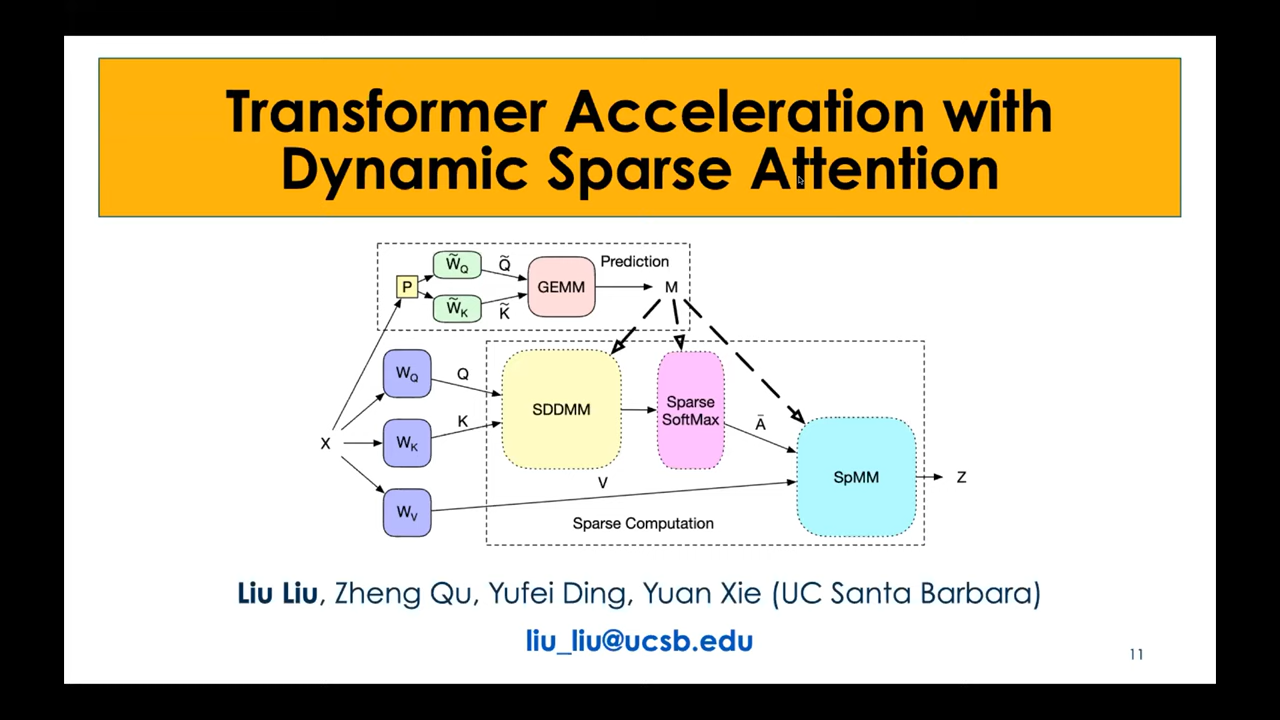 Transformer Acceleration with
Dynamic Sparse Attention
Prediction
P
W̃Q
Q̃
W̃K
K̃
GEMM
M
WQ
Q
SDDMM
Sparse
SoftMax
Ā
X
WK
K
WV
V
SpMM
Z
Sparse Computation
Liu Liu, Zheng Qu, Yufei Ding, Yuan Xie (UC Santa Barbara)
liu_liu@ucsb.edu
11